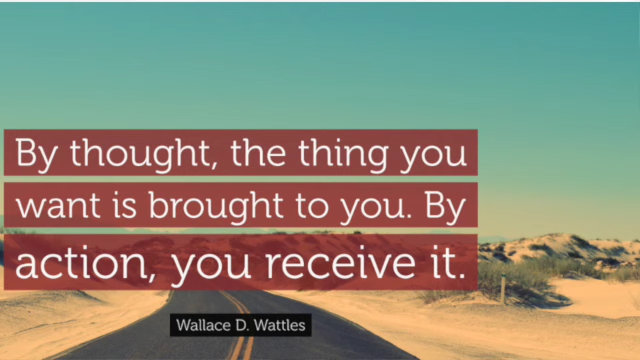 By thought, the thing you
want is brought to you. By
action, you receive it.
Wallace D. Wattles